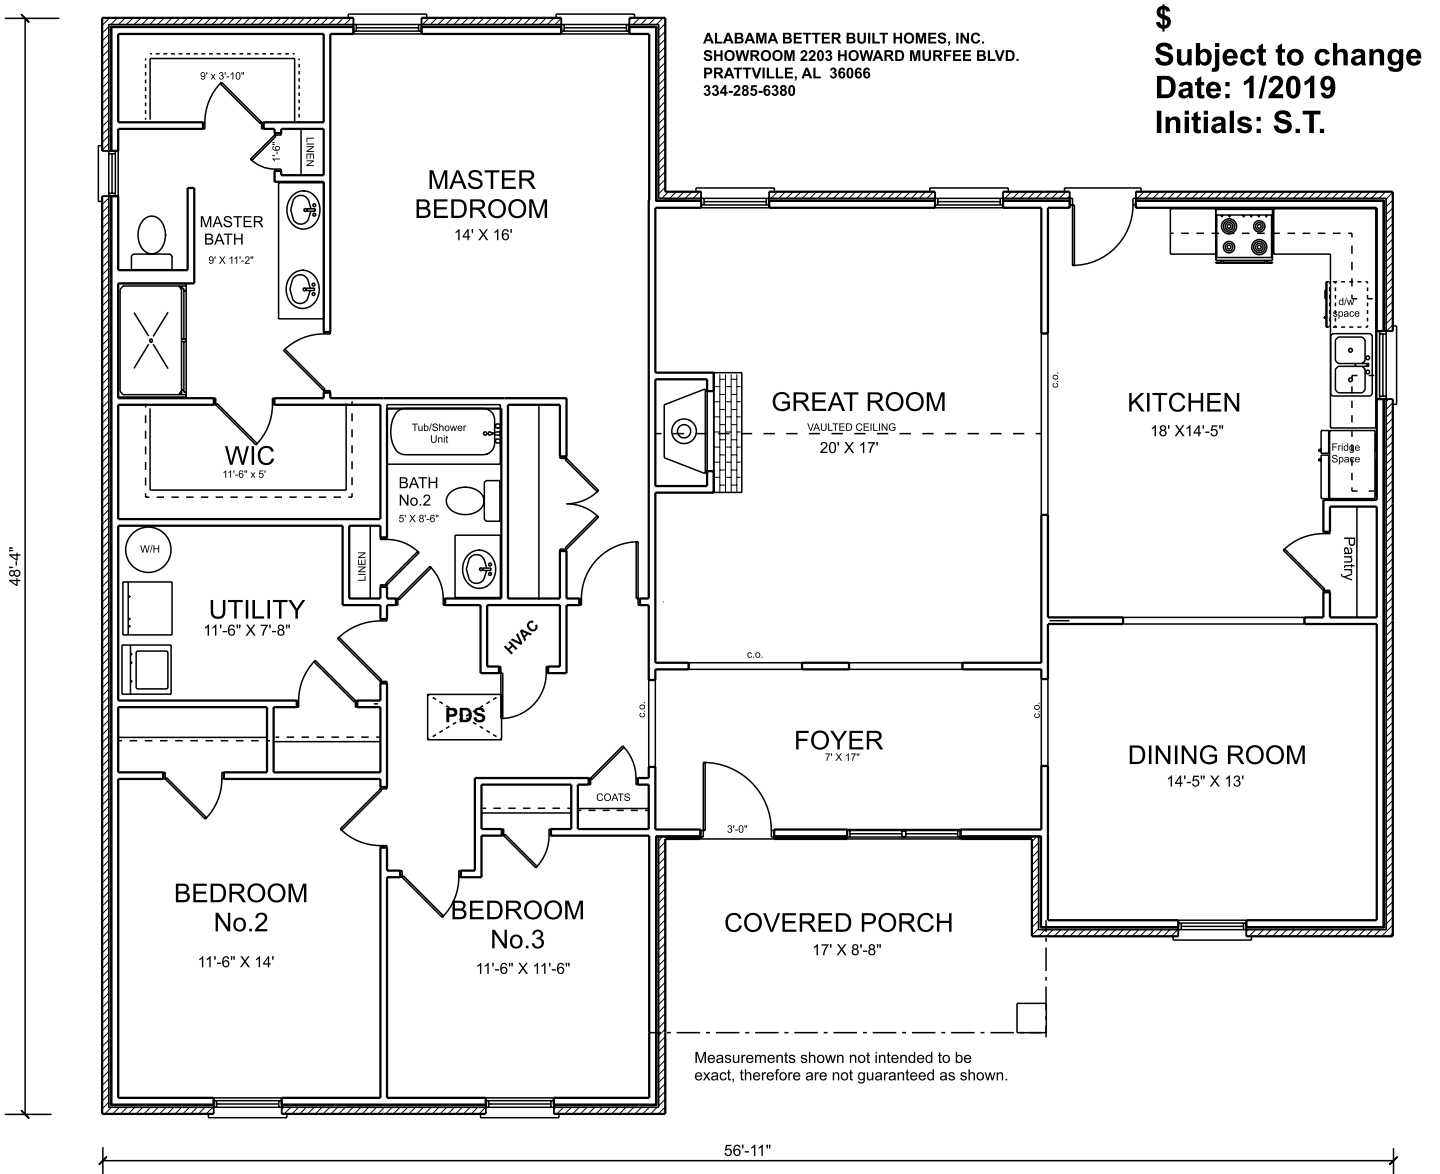 ALABAMA BETTER BUILT HOMES, INC.
SHOWROOM 2203 HOWARD MURFEE BLVD.
PRATTVILLE, AL  36066
334-285-6380
$
Subject to change
Date: 1/2019
Initials: S.T.
9' x 3'-10"
1'-6"
LINEN
MASTER
BATH
9' X 11'-2"
MASTER
BEDROOM
14' X 16'
WIC
11'-6" x 5'
Tub/Shower
Unit
BATH
No.2
5' X 8'-6"
GREAT ROOM
VAULTED CEILING
20' X 17'
c.o.
KITCHEN
18' X14'-5"
d/w
space
Fridge
Space
Pantry
W/H
LINEN
UTILITY
11'-6" X 7'-8"
HVAC
PDS
c.o.
c.o.
c.o.
FOYER
7' X 17"
3'-0"
COATS
DINING ROOM
14'-5" X 13'
BEDROOM
No.2
11'-6" X 14'
BEDROOM
No.3
11'-6" X 11'-6"
COVERED PORCH
17' X 8'-8"
Measurements shown not intended to be
exact, therefore are not guaranteed as shown.
48'-4"
56'-11"